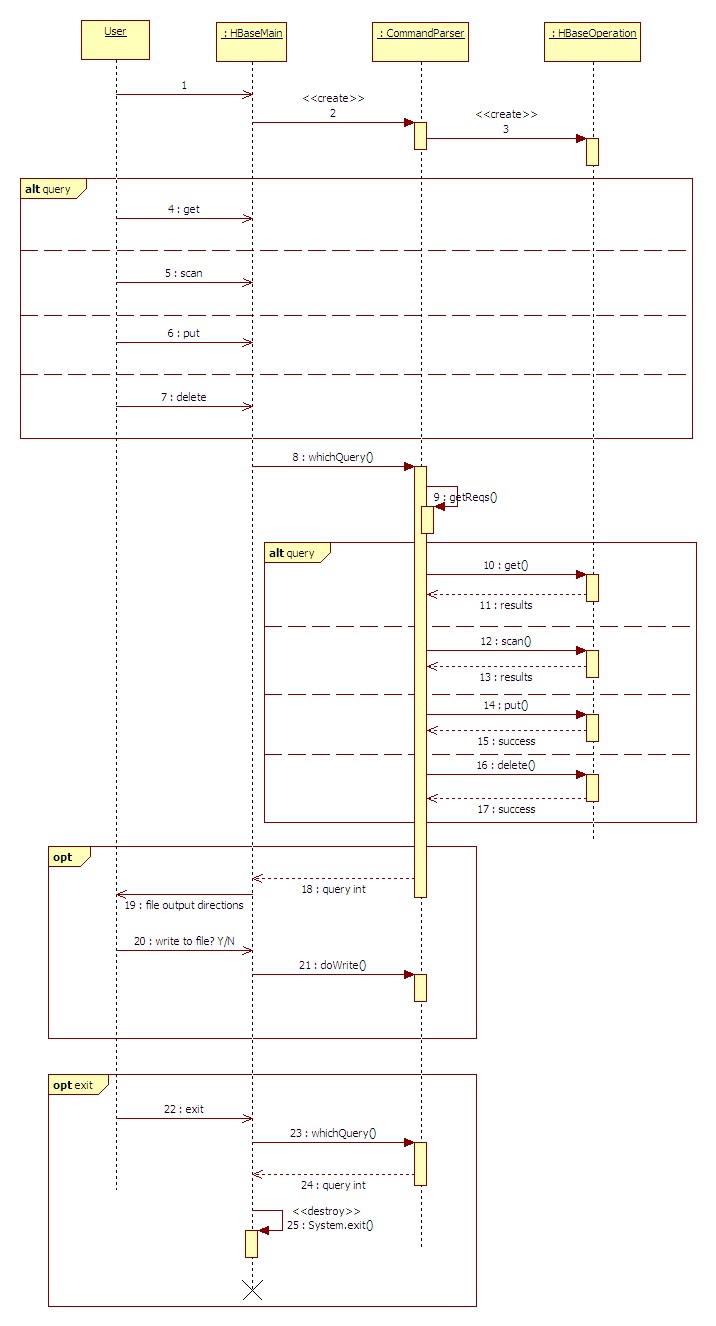 User
: HBaseMain
: CommandParser
: HBaseOperation
1
<<create>>
2
<<create>>
3
alt query
4 : get
5 : scan
6 : put
7 : delete
8 : whichQuery()
9 : getReqs()
alt query
10 : get()
11 : results
12 : scan()
13 : results
14 : put()
15 : success
16 : delete()
17 : success
opt
18 : query int
19 : file output directions
20 : write to file? Y/N
21 : doWrite()
opt exit
22 : exit
23 : whichQuery()
24 : query int
<<destroy>>
25 : System.exit()